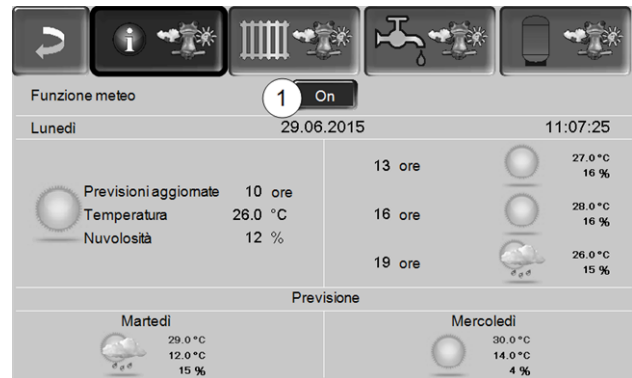 i
Funzione meteo 1 On
Lunedì 29.06.2015 11:07:25
Previsioni aggiornate 10 ore
Temperatura 26.0 °C
Nuvolosità 12 %
13 ore 27.0°C
16 %
16 ore 28.0°C
16 %
19 ore 26.0°C
15 %
Previsione
Martedì
29.0°C
12.0°C
15 %
Mercoledì
30.0°C
14.0°C
4 %